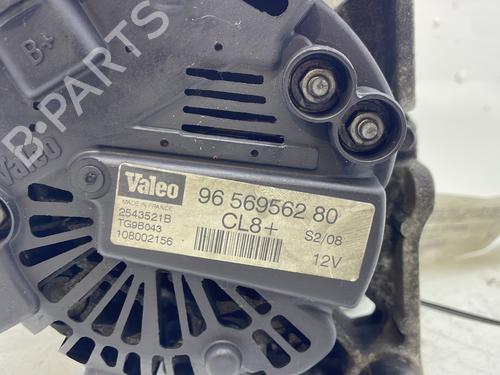 B+
B-PARTS
Valeo
Valeo
MADE IN FRANCE
2543521B
TG9B043
108002156
96 569562 80
CL8+
S2/08
12V